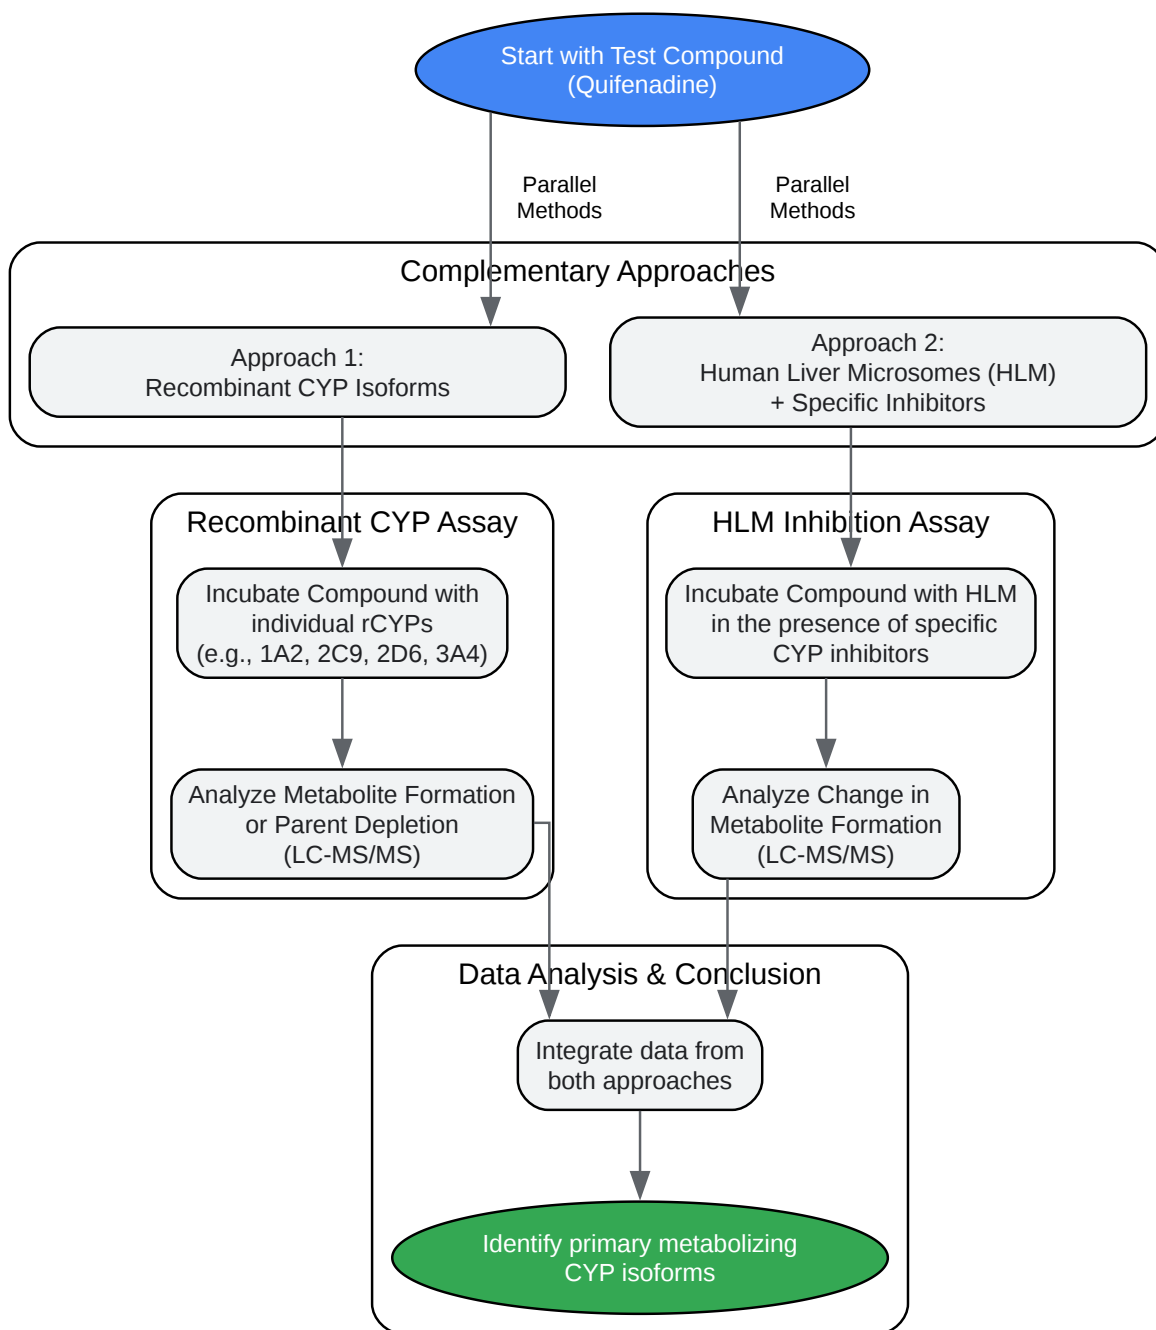 Start with Test Compound
(Quifenadine)
Parallel
Methods
Parallel
Methods
Complementary Approaches
Approach 1:
Recombinant CYP Isoforms
Approach 2:
Human Liver Microsomes (HLM)
+ Specific Inhibitors
Recombinant CYP Assay
Incubate Compound with
individual rCYPs
(e.g., 1A2, 2C9, 2D6, 3A4)
Analyze Metabolite Formation
or Parent Depletion
(LC-MS/MS)
HLM Inhibition Assay
Incubate Compound with HLM
in the presence of specific
CYP inhibitors
Analyze Change in
Metabolite Formation
(LC-MS/MS)
Data Analysis & Conclusion
Integrate data from
both approaches
Identify primary metabolizing
CYP isoforms